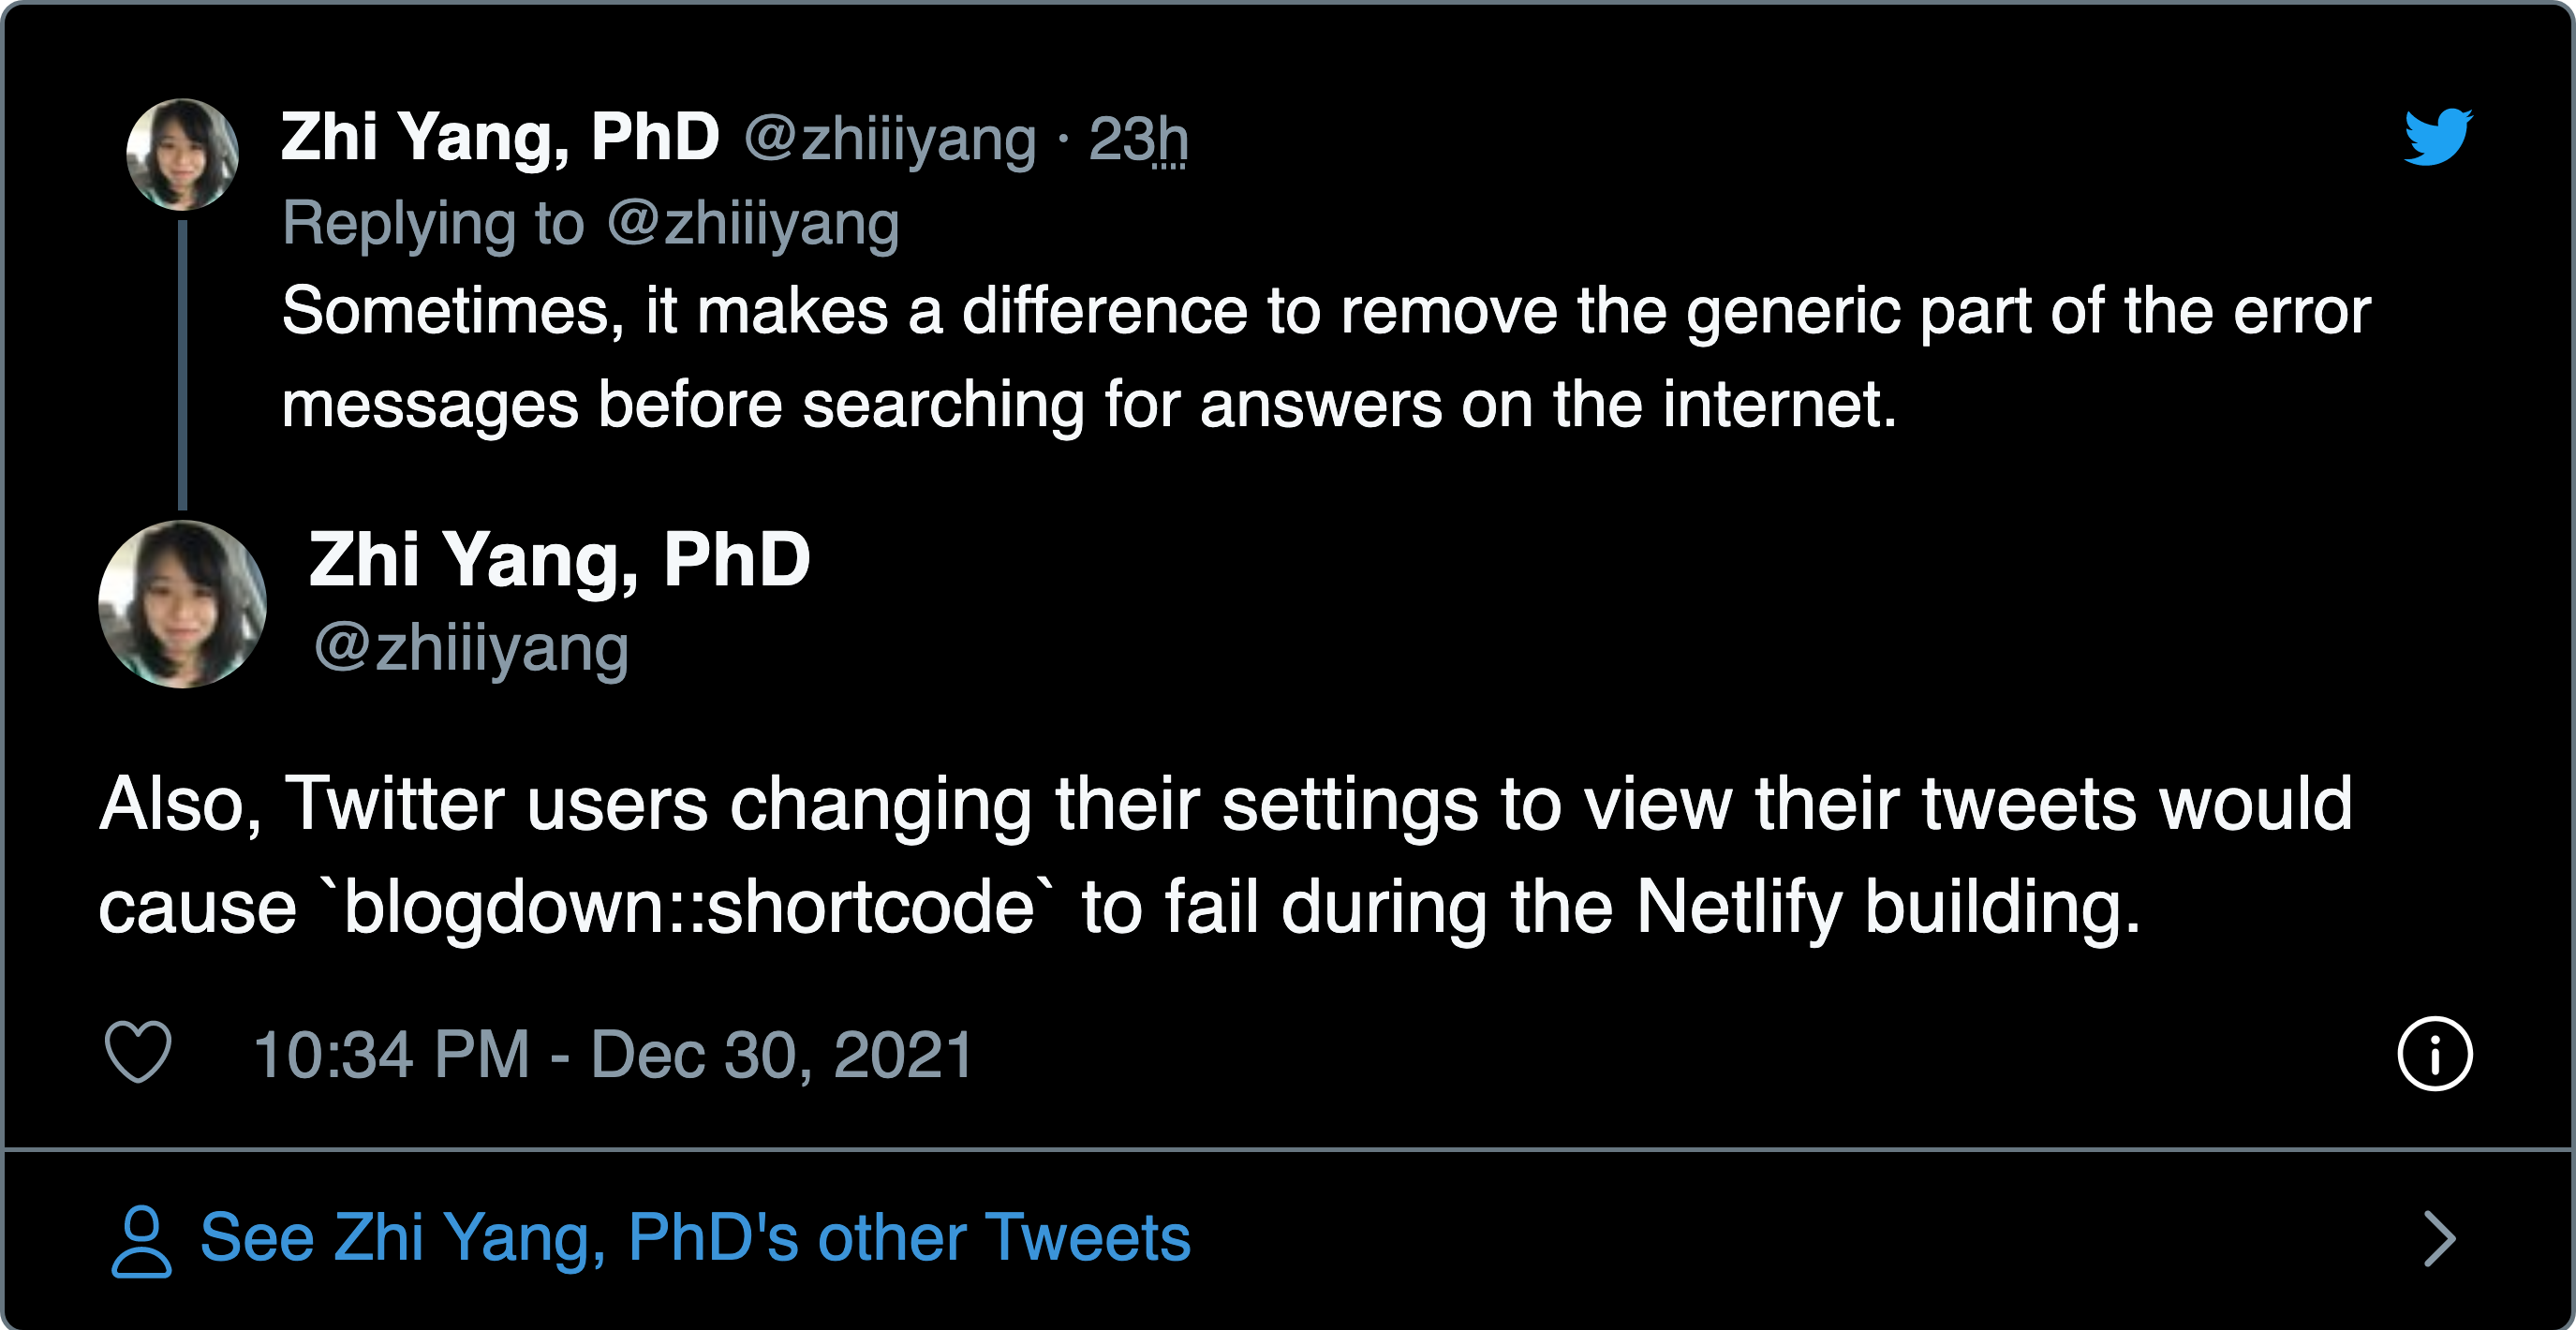 Zhi Yang, PhD @zhiiiyang · 23h
Replying to @zhiiiyang
Sometimes, it makes a difference to remove the generic part of the error
messages before searching for answers on the internet.
Zhi Yang, PhD
@zhiiiyang
Also, Twitter users changing their settings to view their tweets would
cause `blogdown::shortcode` to fail during the Netlify building.
10:34 PM - Dec 30, 2021
See Zhi Yang, PhD's other Tweets